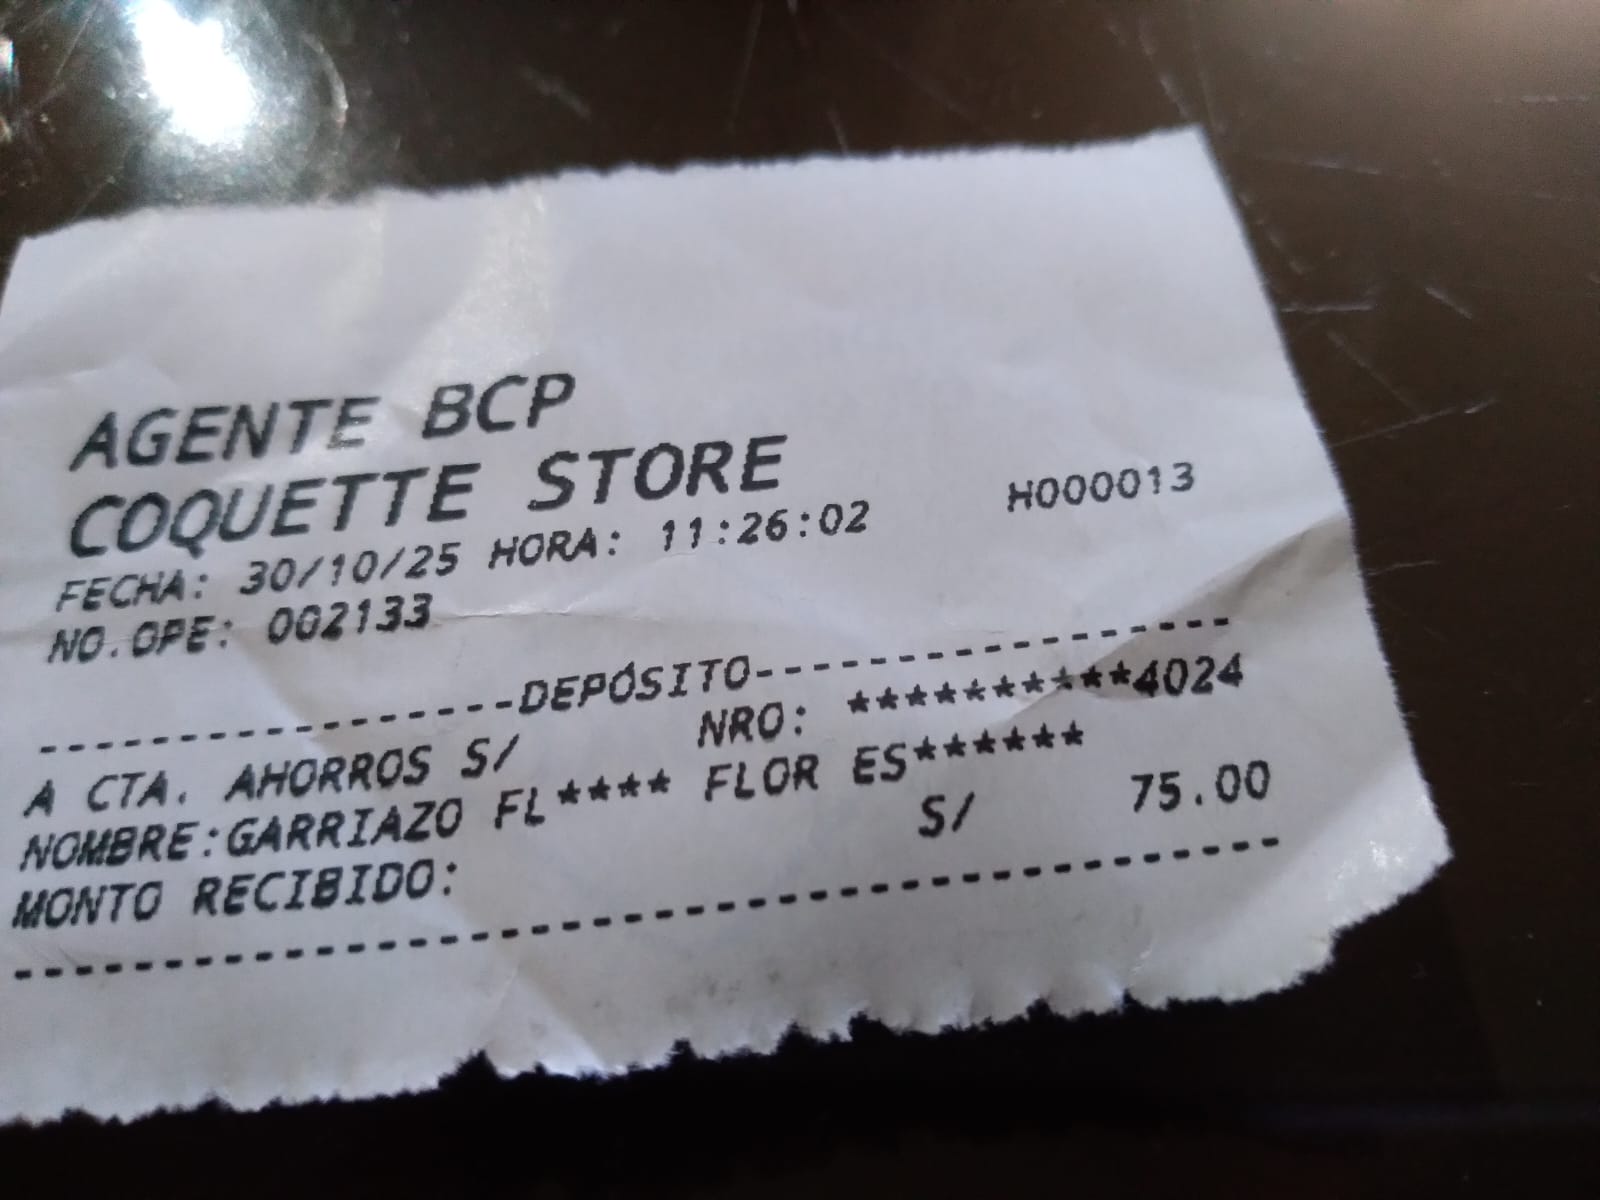 AGENTE BCP
COQUETTE STORE
FECHA: 30/10/25 HORA: 11:26:02 H000013
NO.OPE: 002133
----------------DEPÓSITO----------------
A CTA. AHORROS S/ NRO: **********4024
NOMBRE:GARRIAZO FL**** FLOR ES******
MONTO RECIBIDO: S/ 75.00